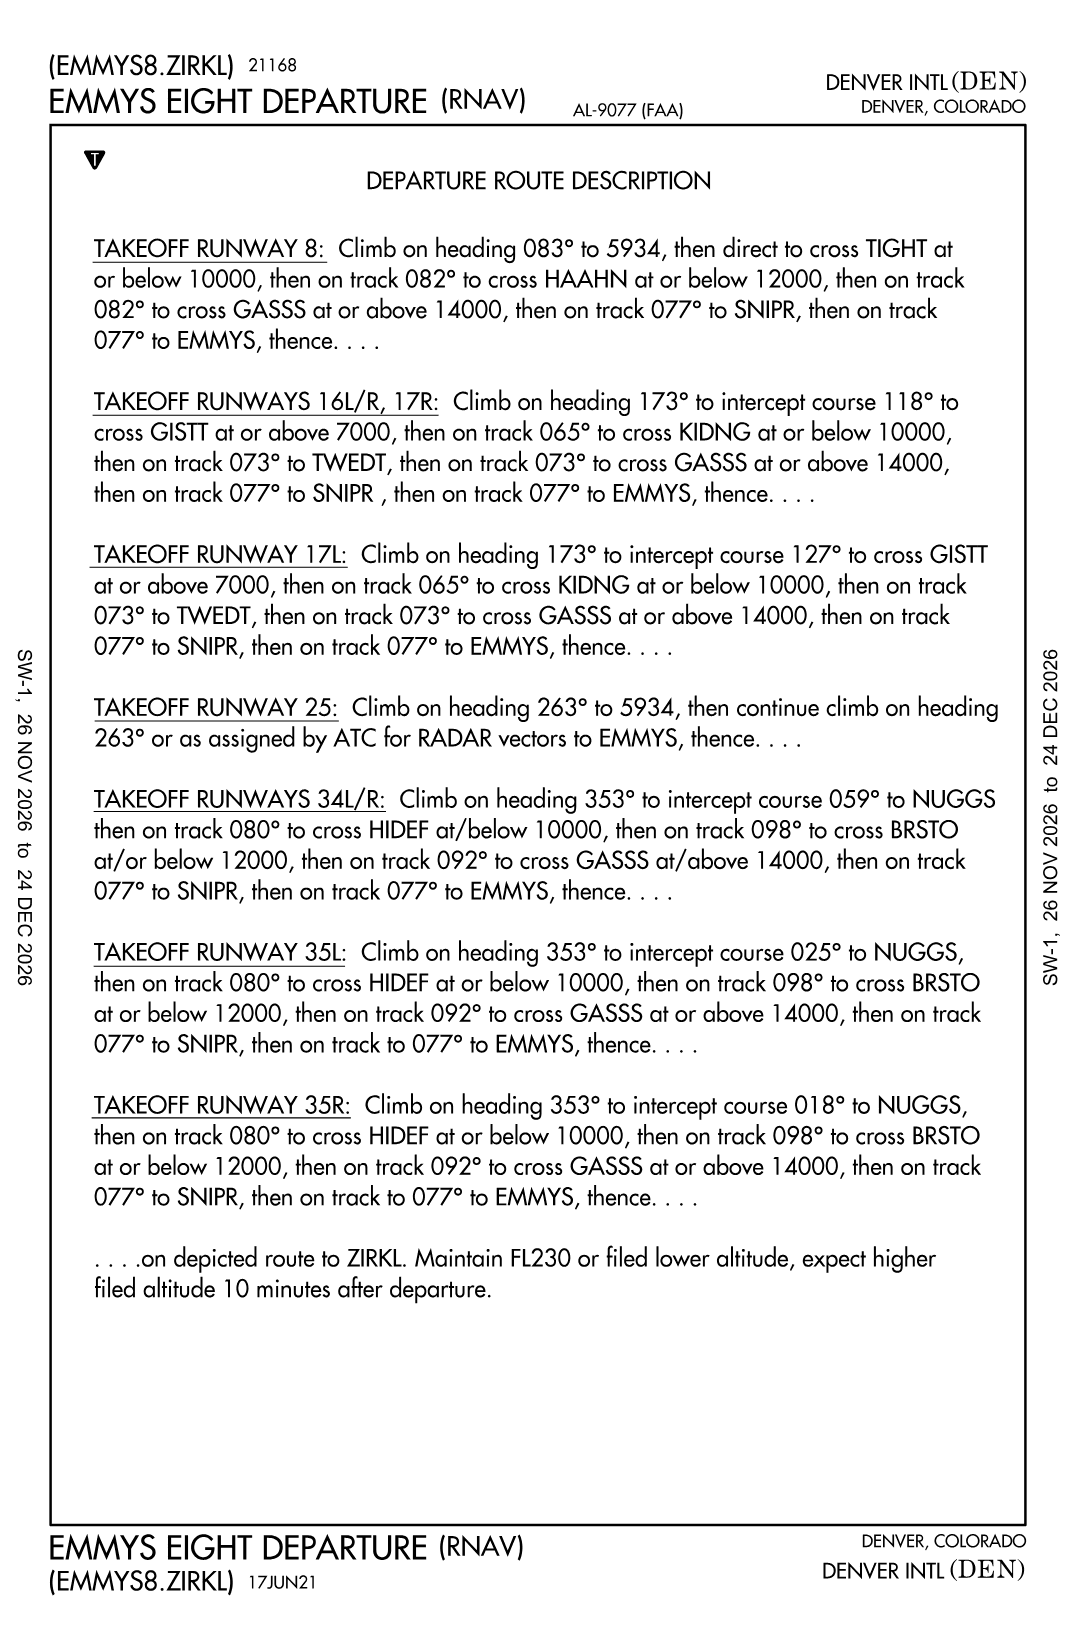 (EMMYS8.ZIRKL) 21168
EMMYS EIGHT DEPARTURE (RNAV)
AL-9077 (FAA)
DENVER INTL (DEN)
DENVER, COLORADO
T
DEPARTURE ROUTE DESCRIPTION
TAKEOFF RUNWAY 8: Climb on heading 083° to 5934, then direct to cross TIGHT at
or below 10000, then on track 082° to cross HAAHN at or below 12000, then on track
082° to cross GASSS at or above 14000, then on track 077° to SNIPR, then on track
077° to EMMYS, thence. . . .
TAKEOFF RUNWAYS 16L/R, 17R: Climb on heading 173° to intercept course 118° to
cross GISTT at or above 7000, then on track 065° to cross KIDNG at or below 10000,
then on track 073° to TWEDT, then on track 073° to cross GASSS at or above 14000,
then on track 077° to SNIPR , then on track 077° to EMMYS, thence. . . .
TAKEOFF RUNWAY 17L: Climb on heading 173° to intercept course 127° to cross GISTT
at or above 7000, then on track 065° to cross KIDNG at or below 10000, then on track
073° to TWEDT, then on track 073° to cross GASSS at or above 14000, then on track
077° to SNIPR, then on track 077° to EMMYS, thence. . . .
TAKEOFF RUNWAY 25: Climb on heading 263° to 5934, then continue climb on heading
263° or as assigned by ATC for RADAR vectors to EMMYS, thence. . . .
TAKEOFF RUNWAYS 34L/R: Climb on heading 353° to intercept course 059° to NUGGS
then on track 080° to cross HIDEF at/below 10000, then on track 098° to cross BRSTO
at/or below 12000, then on track 092° to cross GASSS at/above 14000, then on track
077° to SNIPR, then on track 077° to EMMYS, thence. . . .
TAKEOFF RUNWAY 35L: Climb on heading 353° to intercept course 025° to NUGGS,
then on track 080° to cross HIDEF at or below 10000, then on track 098° to cross BRSTO
at or below 12000, then on track 092° to cross GASSS at or above 14000, then on track
077° to SNIPR, then on track to 077° to EMMYS, thence. . . .
TAKEOFF RUNWAY 35R: Climb on heading 353° to intercept course 018° to NUGGS,
then on track 080° to cross HIDEF at or below 10000, then on track 098° to cross BRSTO
at or below 12000, then on track 092° to cross GASSS at or above 14000, then on track
077° to SNIPR, then on track to 077° to EMMYS, thence. . . .
. . . .on depicted route to ZIRKL. Maintain FL230 or filed lower altitude, expect higher
filed altitude 10 minutes after departure.
SW-1, 26 NOV 2026 to 24 DEC 2026
SW-1, 26 NOV 2026 to 24 DEC 2026
EMMYS EIGHT DEPARTURE (RNAV)
(EMMYS8.ZIRKL) 17JUN21
DENVER, COLORADO
DENVER INTL (DEN)